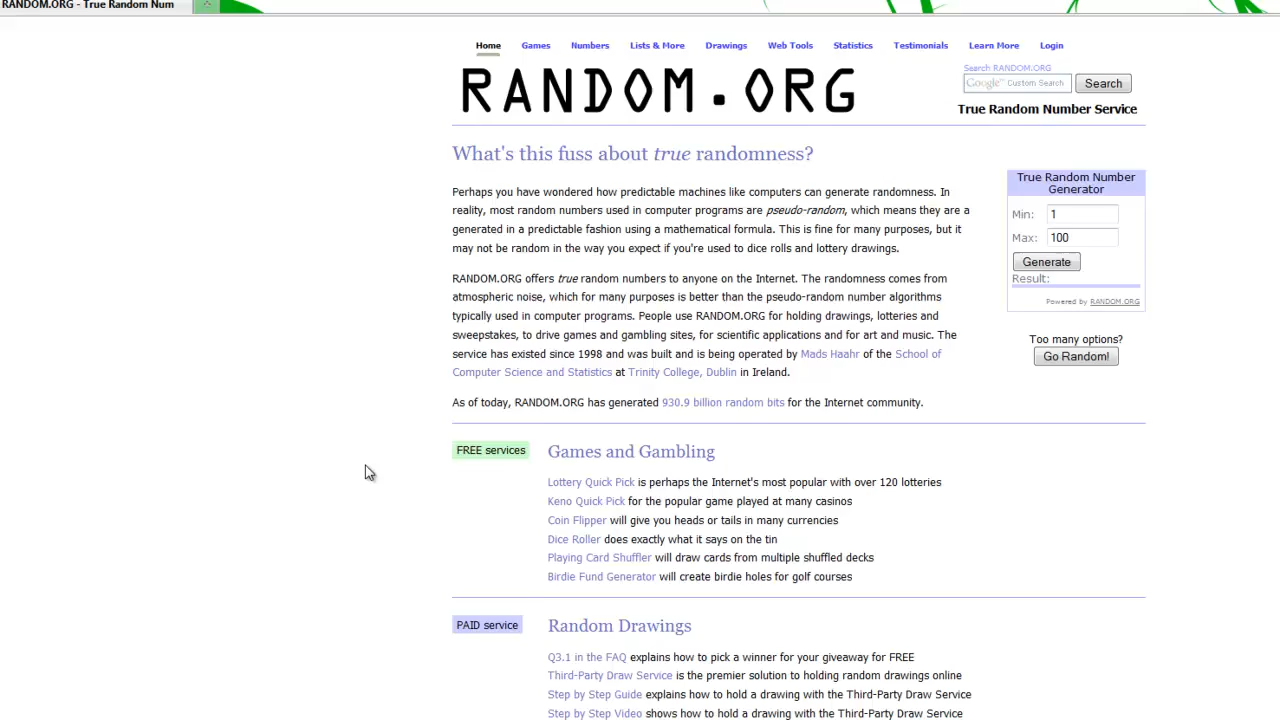 RANDOM.ORG - True Random Num
Home Games Numbers Lists & More Drawings Web Tools Statistics Testimonials Learn More Login
RANDOM.ORG
Search RANDOM.ORG
Google™ Custom Search Search
True Random Number Service
What's this fuss about true randomness?
Perhaps you have wondered how predictable machines like computers can generate randomness. In
reality, most random numbers used in computer programs are pseudo-random, which means they are a
generated in a predictable fashion using a mathematical formula. This is fine for many purposes, but it
may not be random in the way you expect if you're used to dice rolls and lottery drawings.
RANDOM.ORG offers true random numbers to anyone on the Internet. The randomness comes from
atmospheric noise, which for many purposes is better than the pseudo-random number algorithms
typically used in computer programs. People use RANDOM.ORG for holding drawings, lotteries and
sweepstakes, to drive games and gambling sites, for scientific applications and for art and music. The
service has existed since 1998 and was built and is being operated by Mads Haahr of the School of
Computer Science and Statistics at Trinity College, Dublin in Ireland.
As of today, RANDOM.ORG has generated 930.9 billion random bits for the Internet community.
True Random Number
Generator
Min: 1
Max: 100
Generate
Result:
Powered by RANDOM.ORG
Too many options?
Go Random!
FREE services
Games and Gambling
Lottery Quick Pick is perhaps the Internet's most popular with over 120 lotteries
Keno Quick Pick for the popular game played at many casinos
Coin Flipper will give you heads or tails in many currencies
Dice Roller does exactly what it says on the tin
Playing Card Shuffler will draw cards from multiple shuffled decks
Birdie Fund Generator will create birdie holes for golf courses
PAID service
Random Drawings
Q3.1 in the FAQ explains how to pick a winner for your giveaway for FREE
Third-Party Draw Service is the premier solution to holding random drawings online
Step by Step Guide explains how to hold a drawing with the Third-Party Draw Service
Step by Step Video shows how to hold a drawing with the Third-Party Draw Service